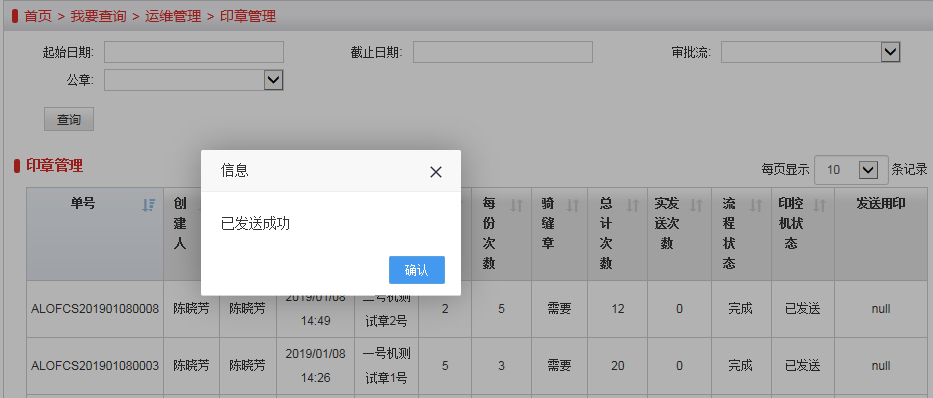 首页 > 我要查询 > 运维管理 > 印章管理
起始日期: 截止日期: 审批流:
公章:
查询
印章管理
每页显示 10 条记录
信息
已发送成功
确认
单号 创建人 每份次数 骑缝章 总计次数 实发送次数 流程状态 印控机状态 发送用印
ALOFCS201901080008 陈晓芳 陈晓芳 2019/01/08 14:49 二号机测试章2号 2 5 需要 12 0 完成 已发送 null
ALOFCS201901080003 陈晓芳 陈晓芳 2019/01/08 14:26 一号机测试章1号 5 3 需要 20 0 完成 已发送 null